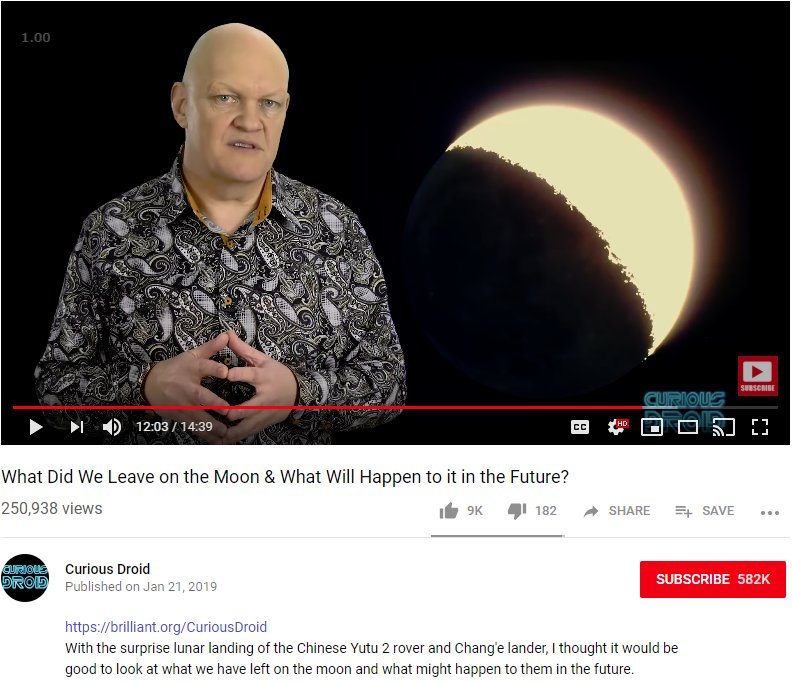 1.00
SUBSCRIBE
CURIOUS
DROID
12:03 / 14:39
CC
HD
What Did We Leave on the Moon & What Will Happen to it in the Future?
250,938 views
9K
182
SHARE
SAVE
CURIOUS
DROID
Curious Droid
Published on Jan 21, 2019
SUBSCRIBE 582K
https://brilliant.org/CuriousDroid
With the surprise lunar landing of the Chinese Yutu 2 rover and Chang'e lander, I thought it would be
good to look at what we have left on the moon and what might happen to them in the future.